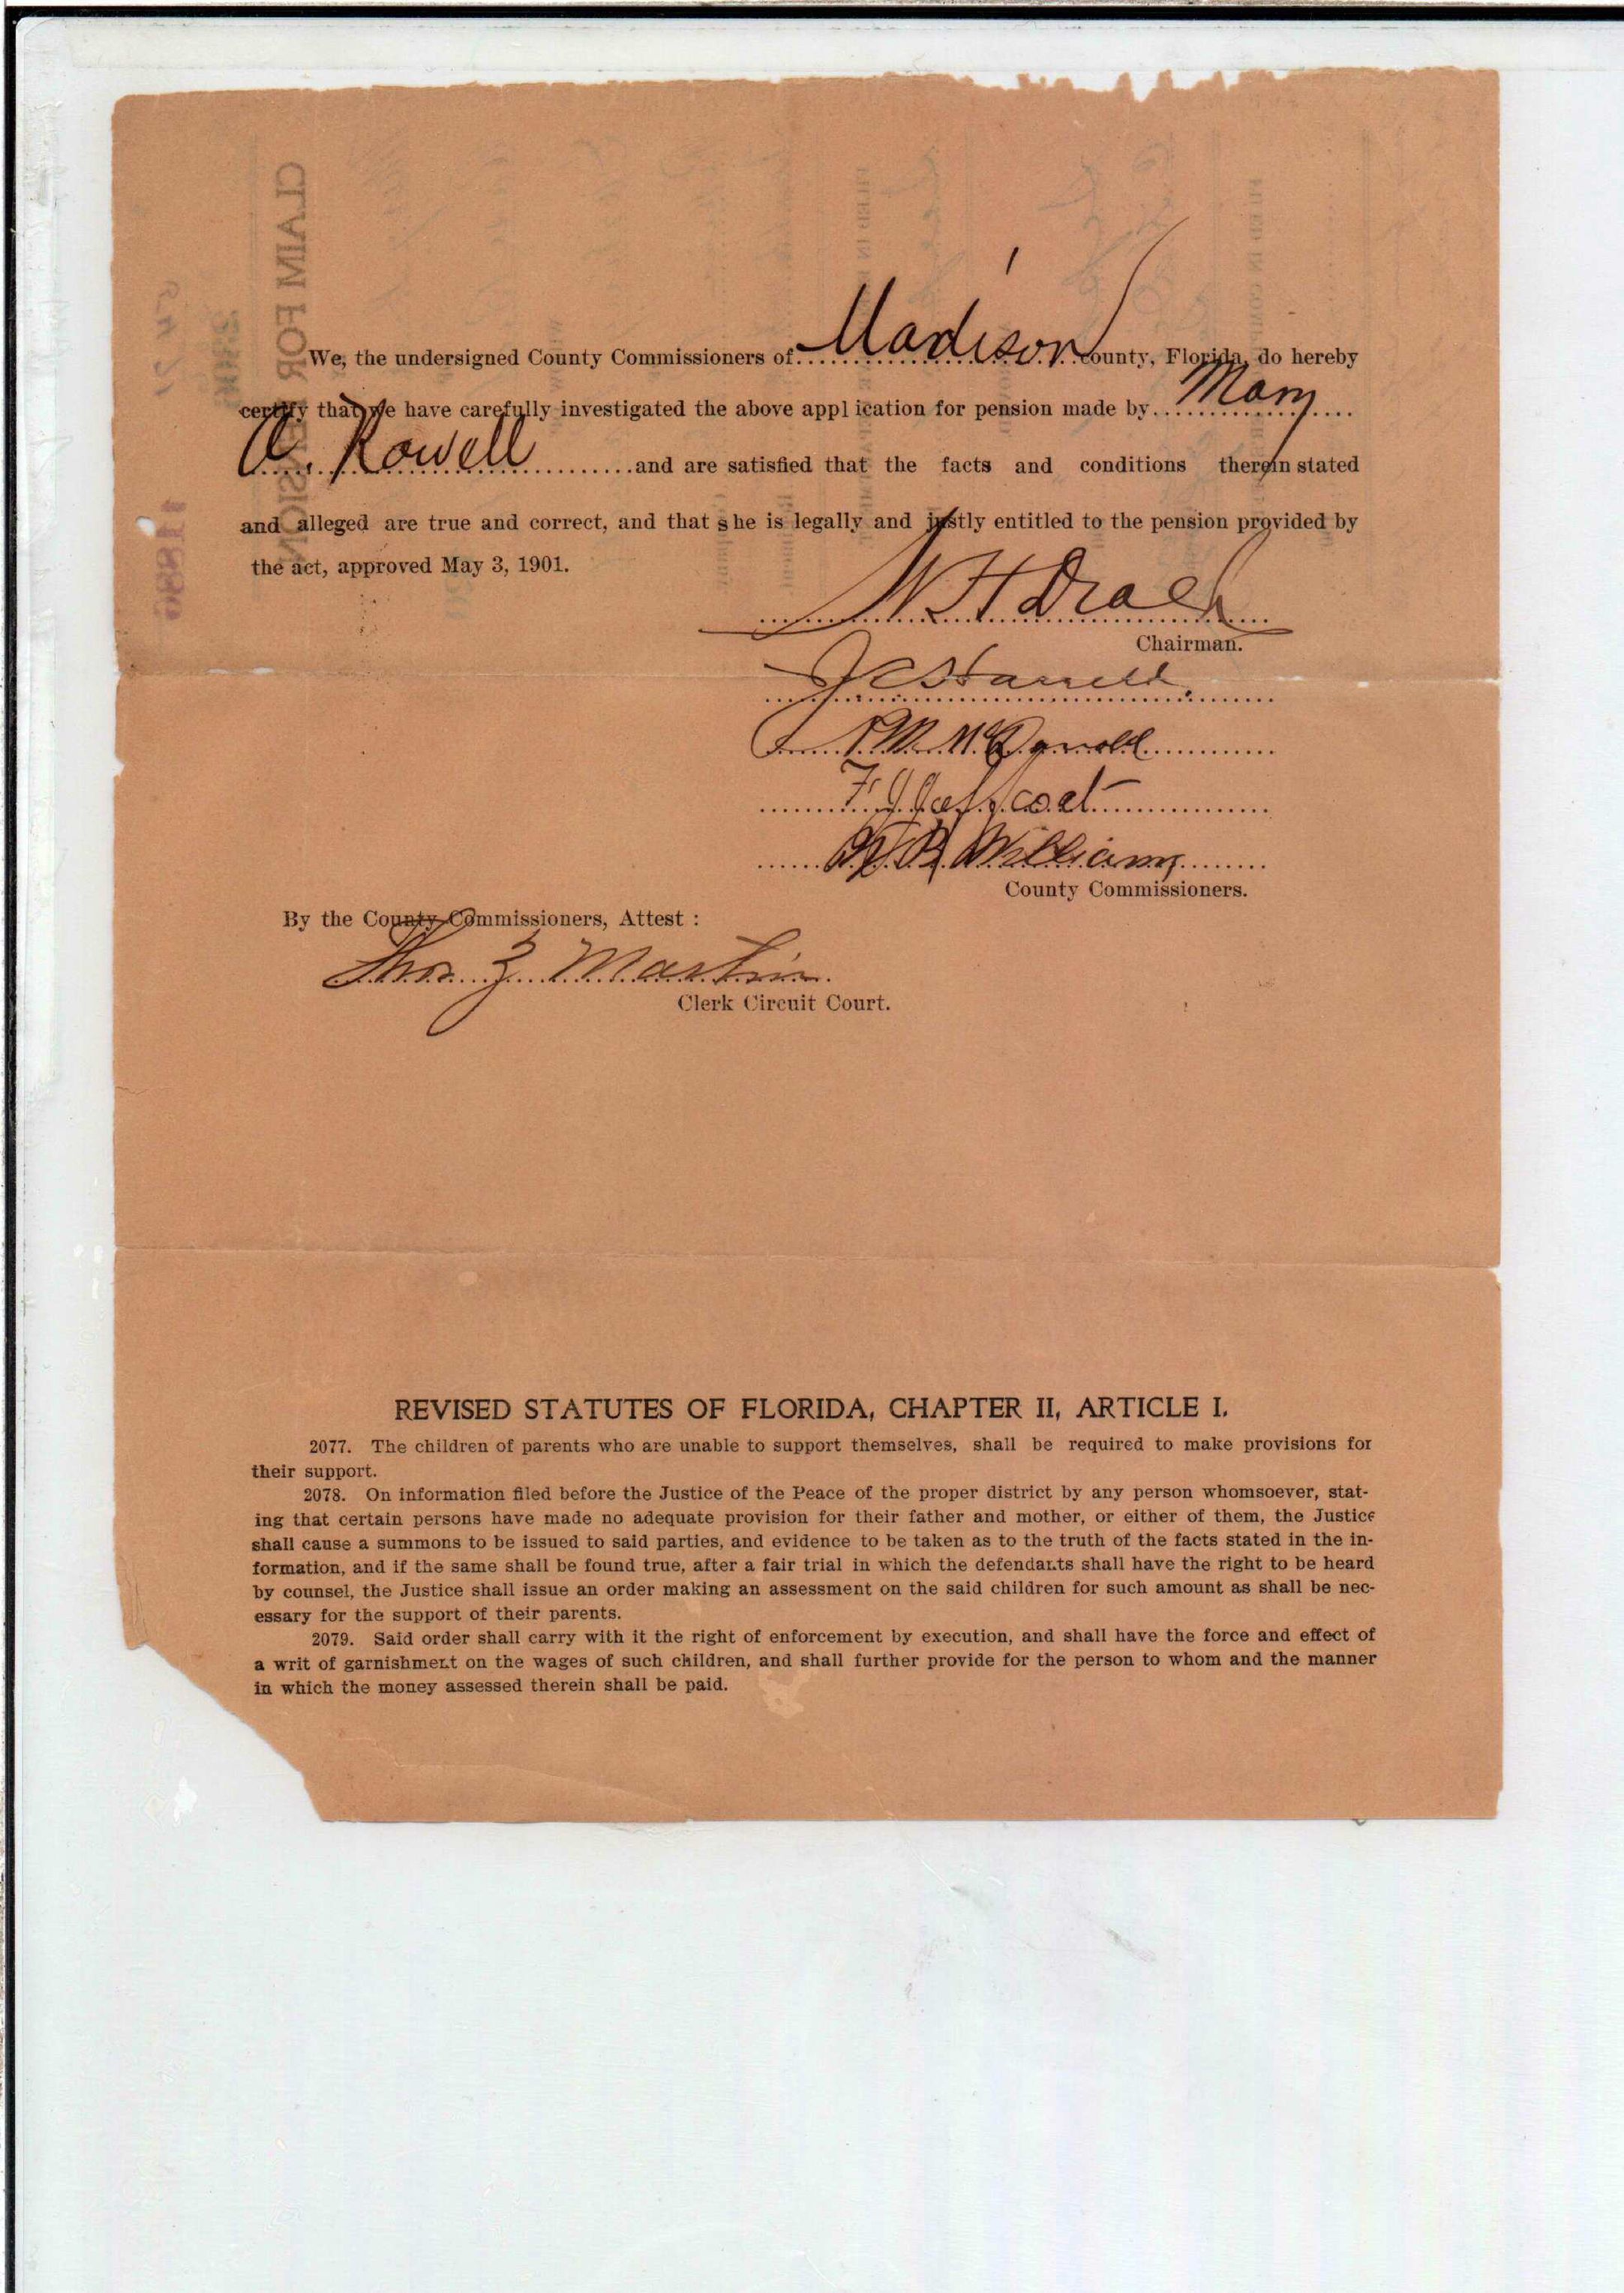 We, the undersigned County Commissioners of Madison county, Florida, do hereby
certify that we have carefully investigated the above application for pension made by Mary
A. Rowell and are satisfied that the facts and conditions therein stated
and alleged are true and correct, and that she is legally and justly entitled to the pension provided by
the act, approved May 3, 1901.
W H Dial
Chairman.
J C Harrell
R M McDonald
F J
W R Williams
County Commissioners.
By the County Commissioners, Attest :
Thos Z Martin
Clerk Circuit Court.
REVISED STATUTES OF FLORIDA, CHAPTER II, ARTICLE I.
2077. The children of parents who are unable to support themselves, shall be required to make provisions for
their support.
2078. On information filed before the Justice of the Peace of the proper district by any person whomsoever, stat-
ing that certain persons have made no adequate provision for their father and mother, or either of them, the Justice
shall cause a summons to be issued to said parties, and evidence to be taken as to the truth of the facts stated in the in-
formation, and if the same shall be found true, after a fair trial in which the defendants shall have the right to be heard
by counsel, the Justice shall issue an order making an assessment on the said children for such amount as shall be nec-
essary for the support of their parents.
2079. Said order shall carry with it the right of enforcement by execution, and shall have the force and effect of
a writ of garnishment on the wages of such children, and shall further provide for the person to whom and the manner
in which the money assessed therein shall be paid.
CLAIM FOR PENSION
11886